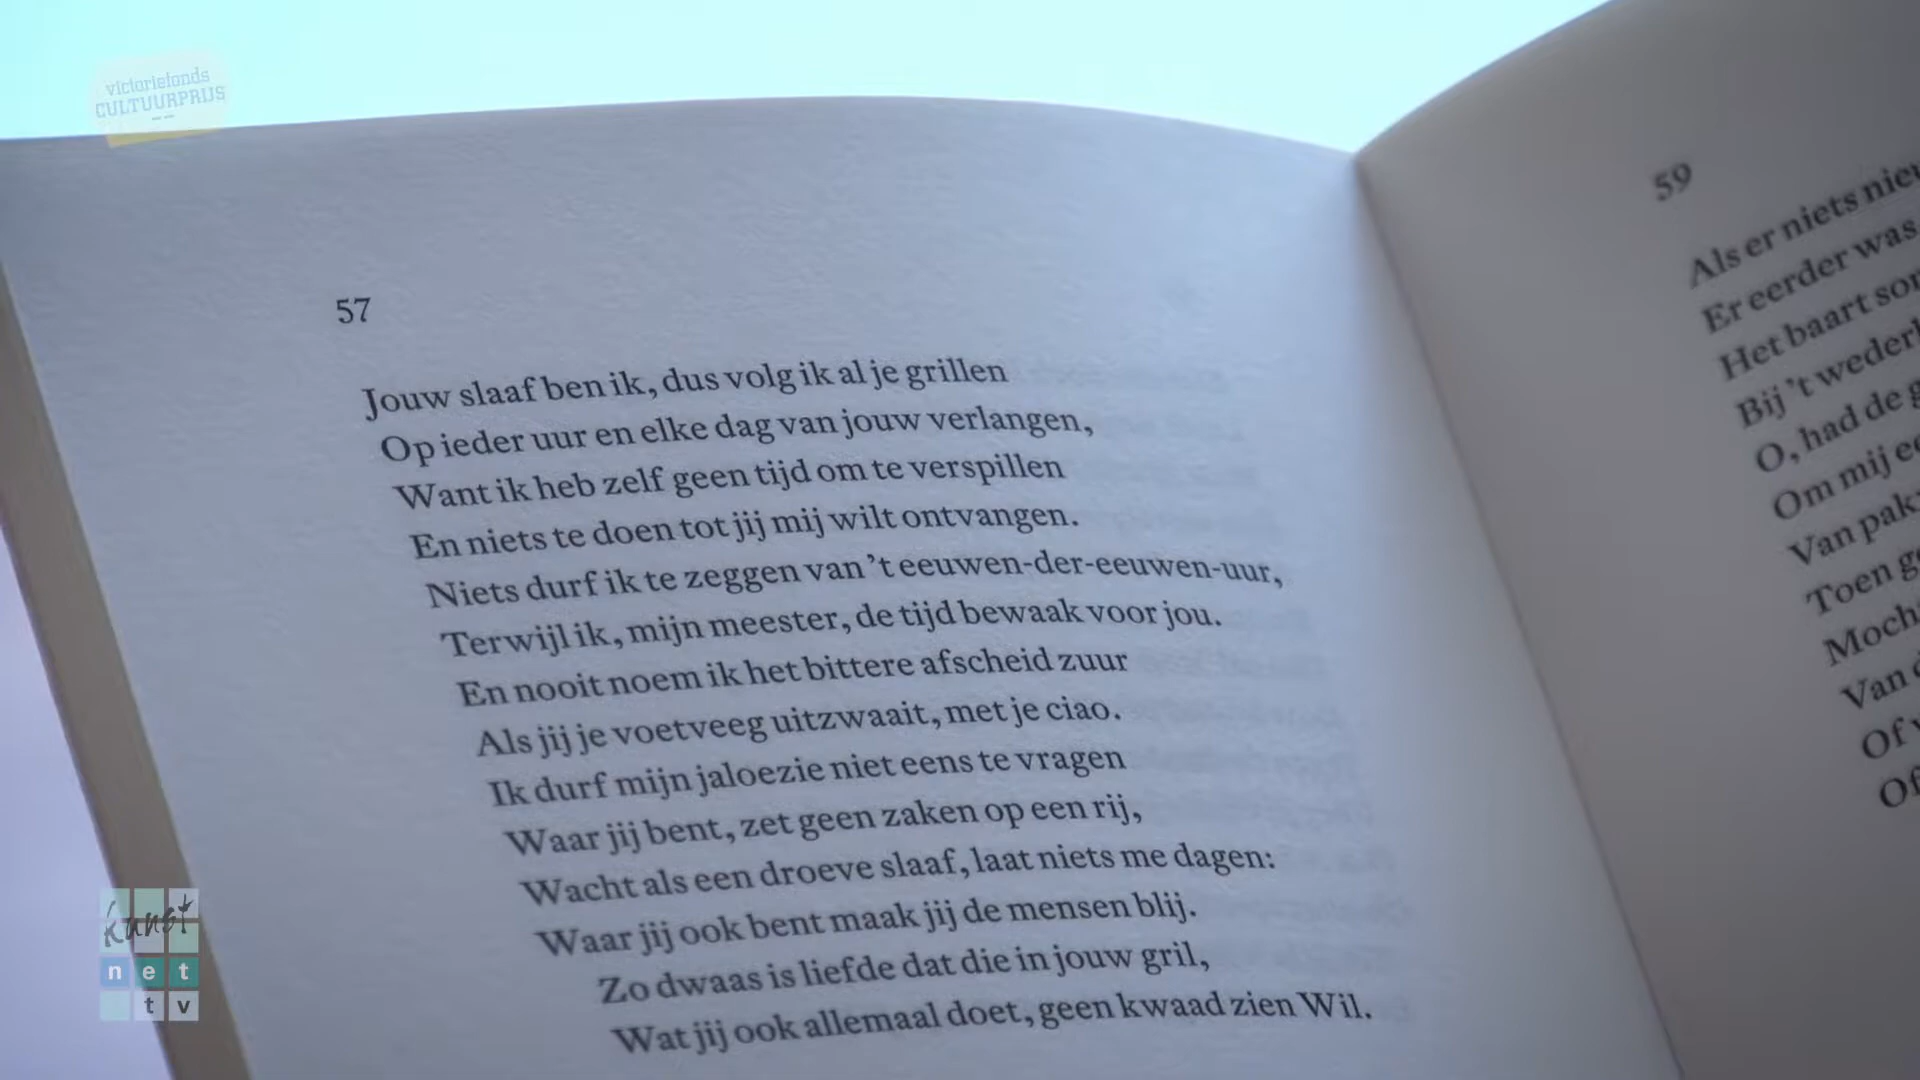 victoriefonds
CULTUURPRIJS
57
Jouw slaaf ben ik, dus volg ik al je grillen
Op ieder uur en elke dag van jouw verlangen,
Want ik heb zelf geen tijd om te verspillen
En niets te doen tot jij mij wilt ontvangen.
Niets durf ik te zeggen van ’t eeuwen-der-eeuwen-uur,
Terwijl ik, mijn meester, de tijd bewaak voor jou.
En nooit noem ik het bittere afscheid zuur
Als jij je voetveeg uitzwaait, met je ciao.
Ik durf mijn jaloezie niet eens te vragen
Waar jij bent, zet geen zaken op een rij,
Wacht als een droeve slaaf, laat niets me dagen:
Waar jij ook bent maak jij de mensen blij.
Zo dwaas is liefde dat die in jouw gril,
Wat jij ook allemaal doet, geen kwaad zien Wil.
59
Als er niets
Er eerder was
Het baart
Bij ’t
O, had de
Om mij
Van
Toen
Van
Of
kunst
net
tv